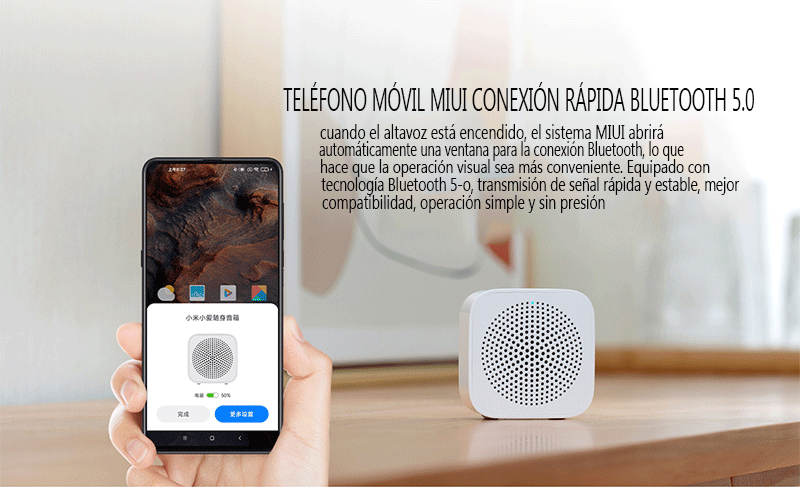 TELÉFONO MÓVIL MIUI CONEXIÓN RÁPIDA BLUETOOTH 5.0
cuando el altavoz está encendido, el sistema MIUI abrirá
automáticamente una ventana para la conexión Bluetooth, lo que
hace que la operación visual sea más conveniente. Equipado con
tecnología Bluetooth 5-o, transmisión de señal rápida y estable, mejor
compatibilidad, operación simple y sin presión
小米小爱随身音箱
电量 50%
完成 更多设置